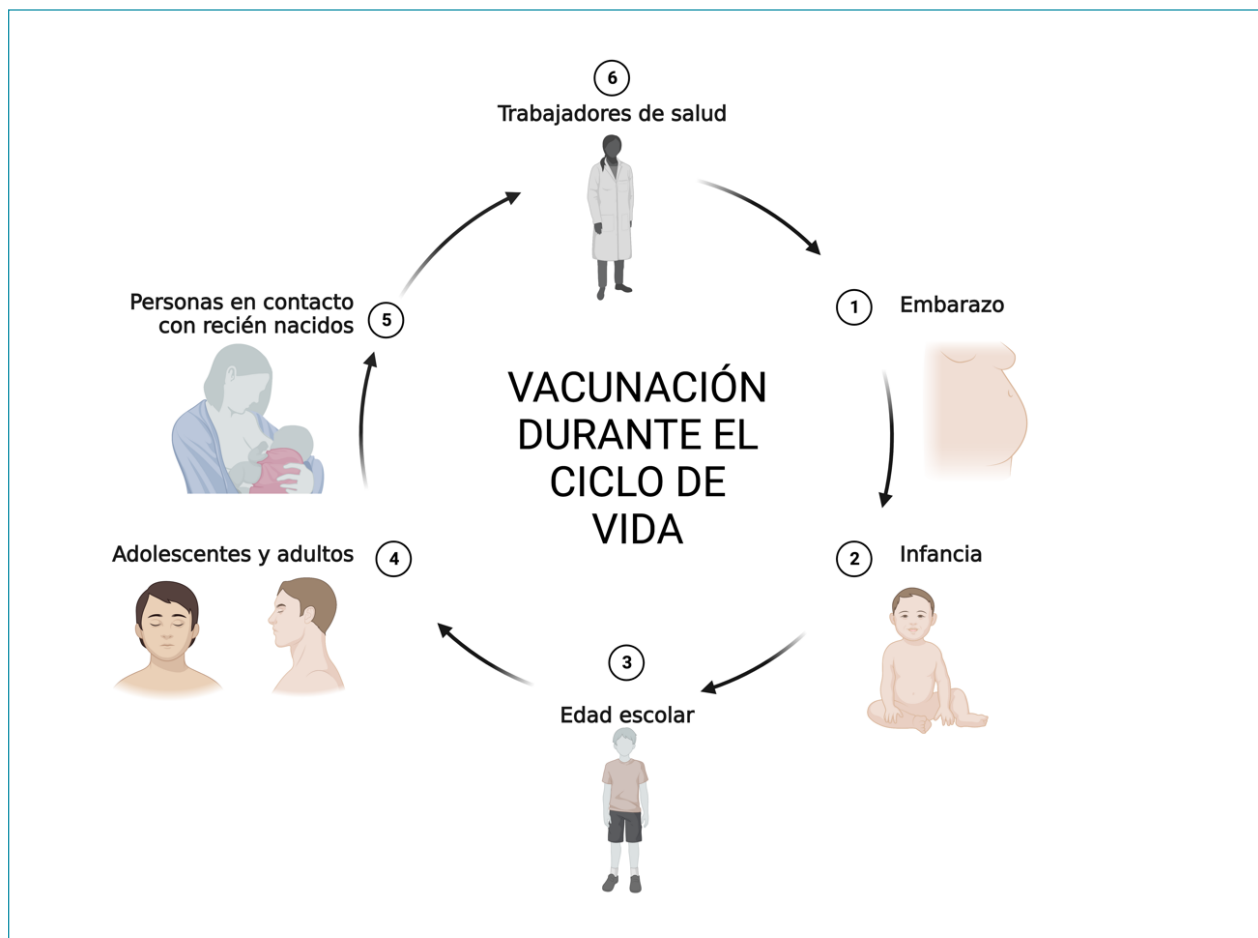 6
Trabajadores de salud
1
Embarazo
Personas en contacto
con recién nacidos
5
VACUNACIÓN
DURANTE EL
CICLO DE
VIDA
Adolescentes y adultos
4
2
Infancia
3
Edad escolar